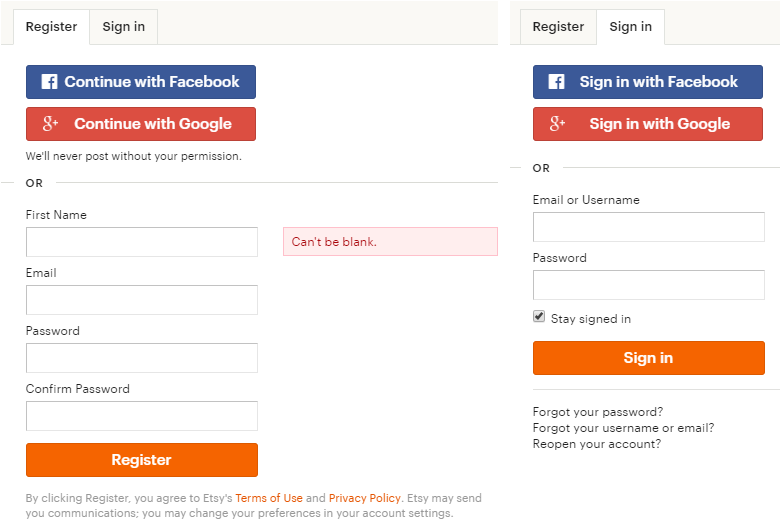 Register Sign in
Continue with Facebook
g+ Continue with Google
We'll never post without your permission.
OR
First Name
Can't be blank.
Email
Password
Confirm Password
Register
By clicking Register, you agree to Etsy's Terms of Use and Privacy Policy. Etsy may send
you communications; you may change your preferences in your account settings.
Register Sign in
Sign in with Facebook
g+ Sign in with Google
OR
Email or Username
Password
Stay signed in
Sign in
Forgot your password?
Forgot your username or email?
Reopen your account?